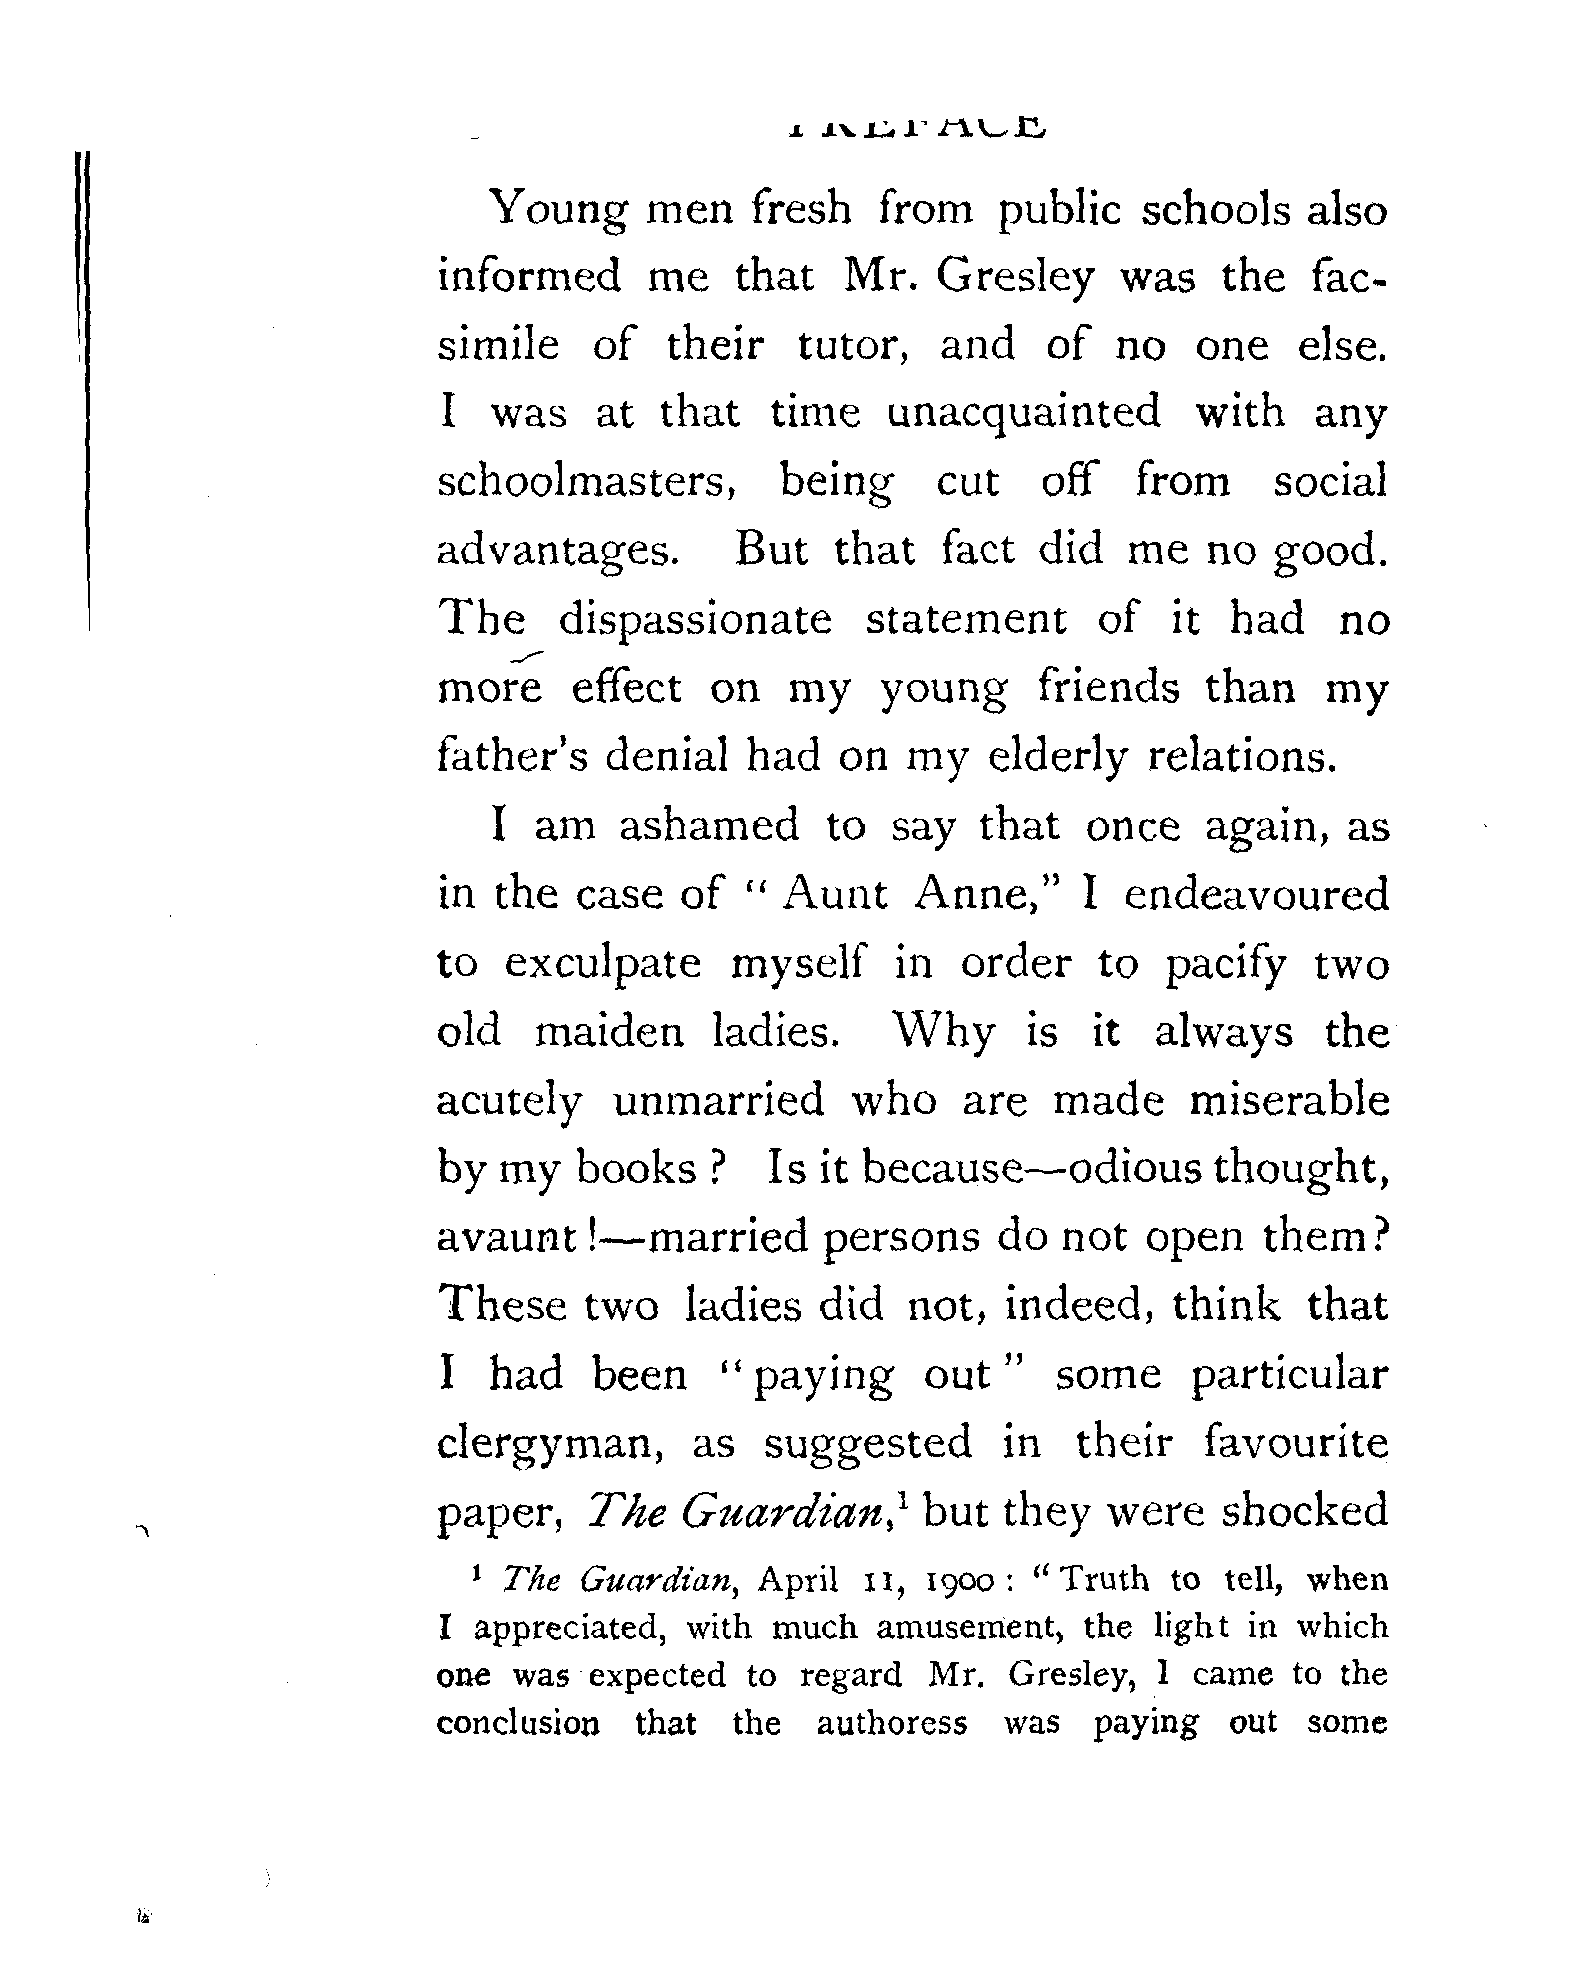 PREFACE
Young men fresh from public schools also
informed me that Mr. Gresley was the fac-
simile of their tutor, and of no one else.
I was at that time unacquainted with any
schoolmasters, being cut off from social
advantages. But that fact did me no good.
The dispassionate statement of it had no
more effect on my young friends than my
father's denial had on my elderly relations.
I am ashamed to say that once again, as
in the case of “ Aunt Anne,” I endeavoured
to exculpate myself in order to pacify two
old maiden ladies. Why is it always the
acutely unmarried who are made miserable
by my books ? Is it because—odious thought,
avaunt !—married persons do not open them?
These two ladies did not, indeed, think that
I had been “ paying out ” some particular
clergyman, as suggested in their favourite
paper, The Guardian,¹ but they were shocked
¹ The Guardian, April 11, 1900 : “ Truth to tell, when
I appreciated, with much amusement, the light in which
one was expected to regard Mr. Gresley, I came to the
conclusion that the authoress was paying out some